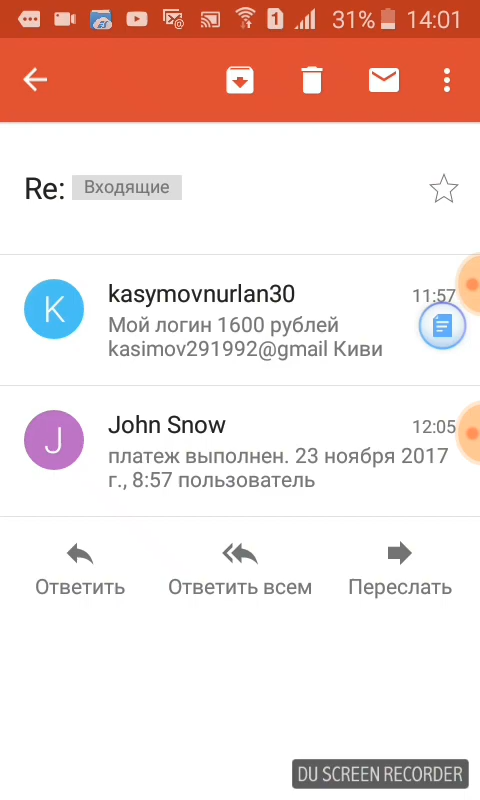 31% 14:01
Re: Входящие
K kasymovnurlan30 11:57
Мой логин 1600 рублей
kasimov291992@gmail Киви
J John Snow 12:05
платеж выполнен. 23 ноября 2017
г., 8:57 пользователь
Ответить Ответить всем Переслать
DU SCREEN RECORDER